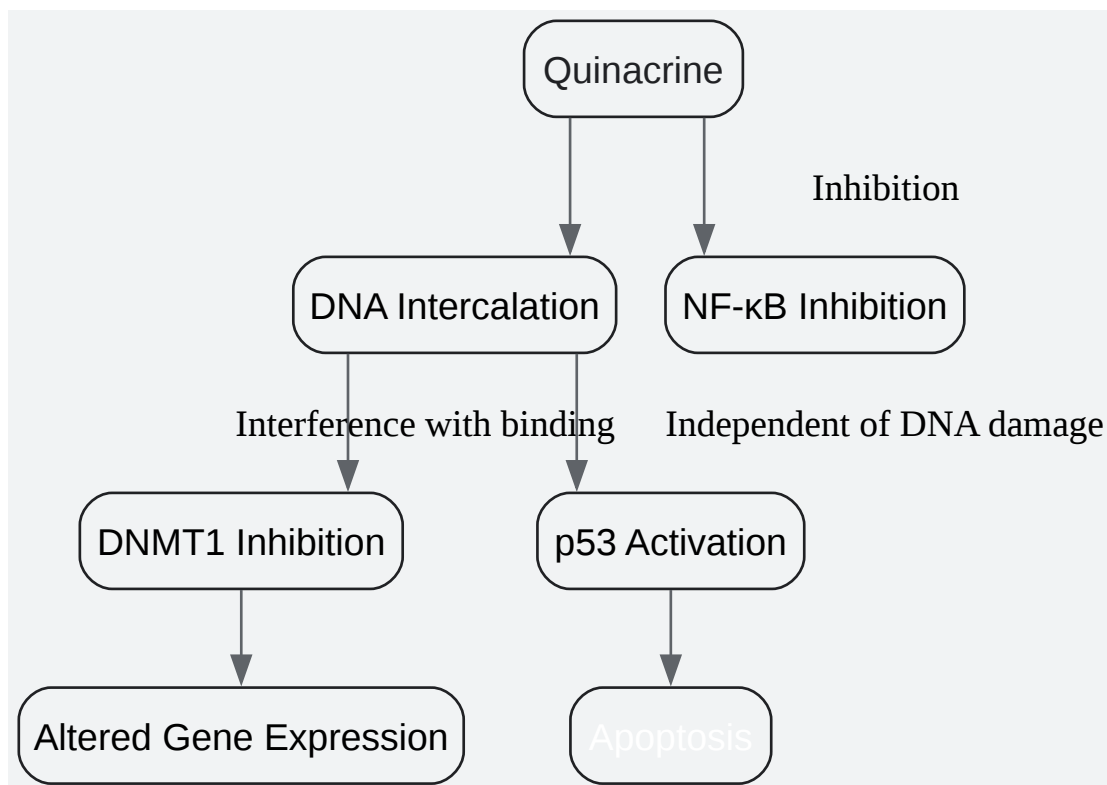 Quinacrine
Inhibition
DNA Intercalation
NF-κB Inhibition
Interference with binding
Independent of DNA damage
DNMT1 Inhibition
p53 Activation
Altered Gene Expression
Apoptosis